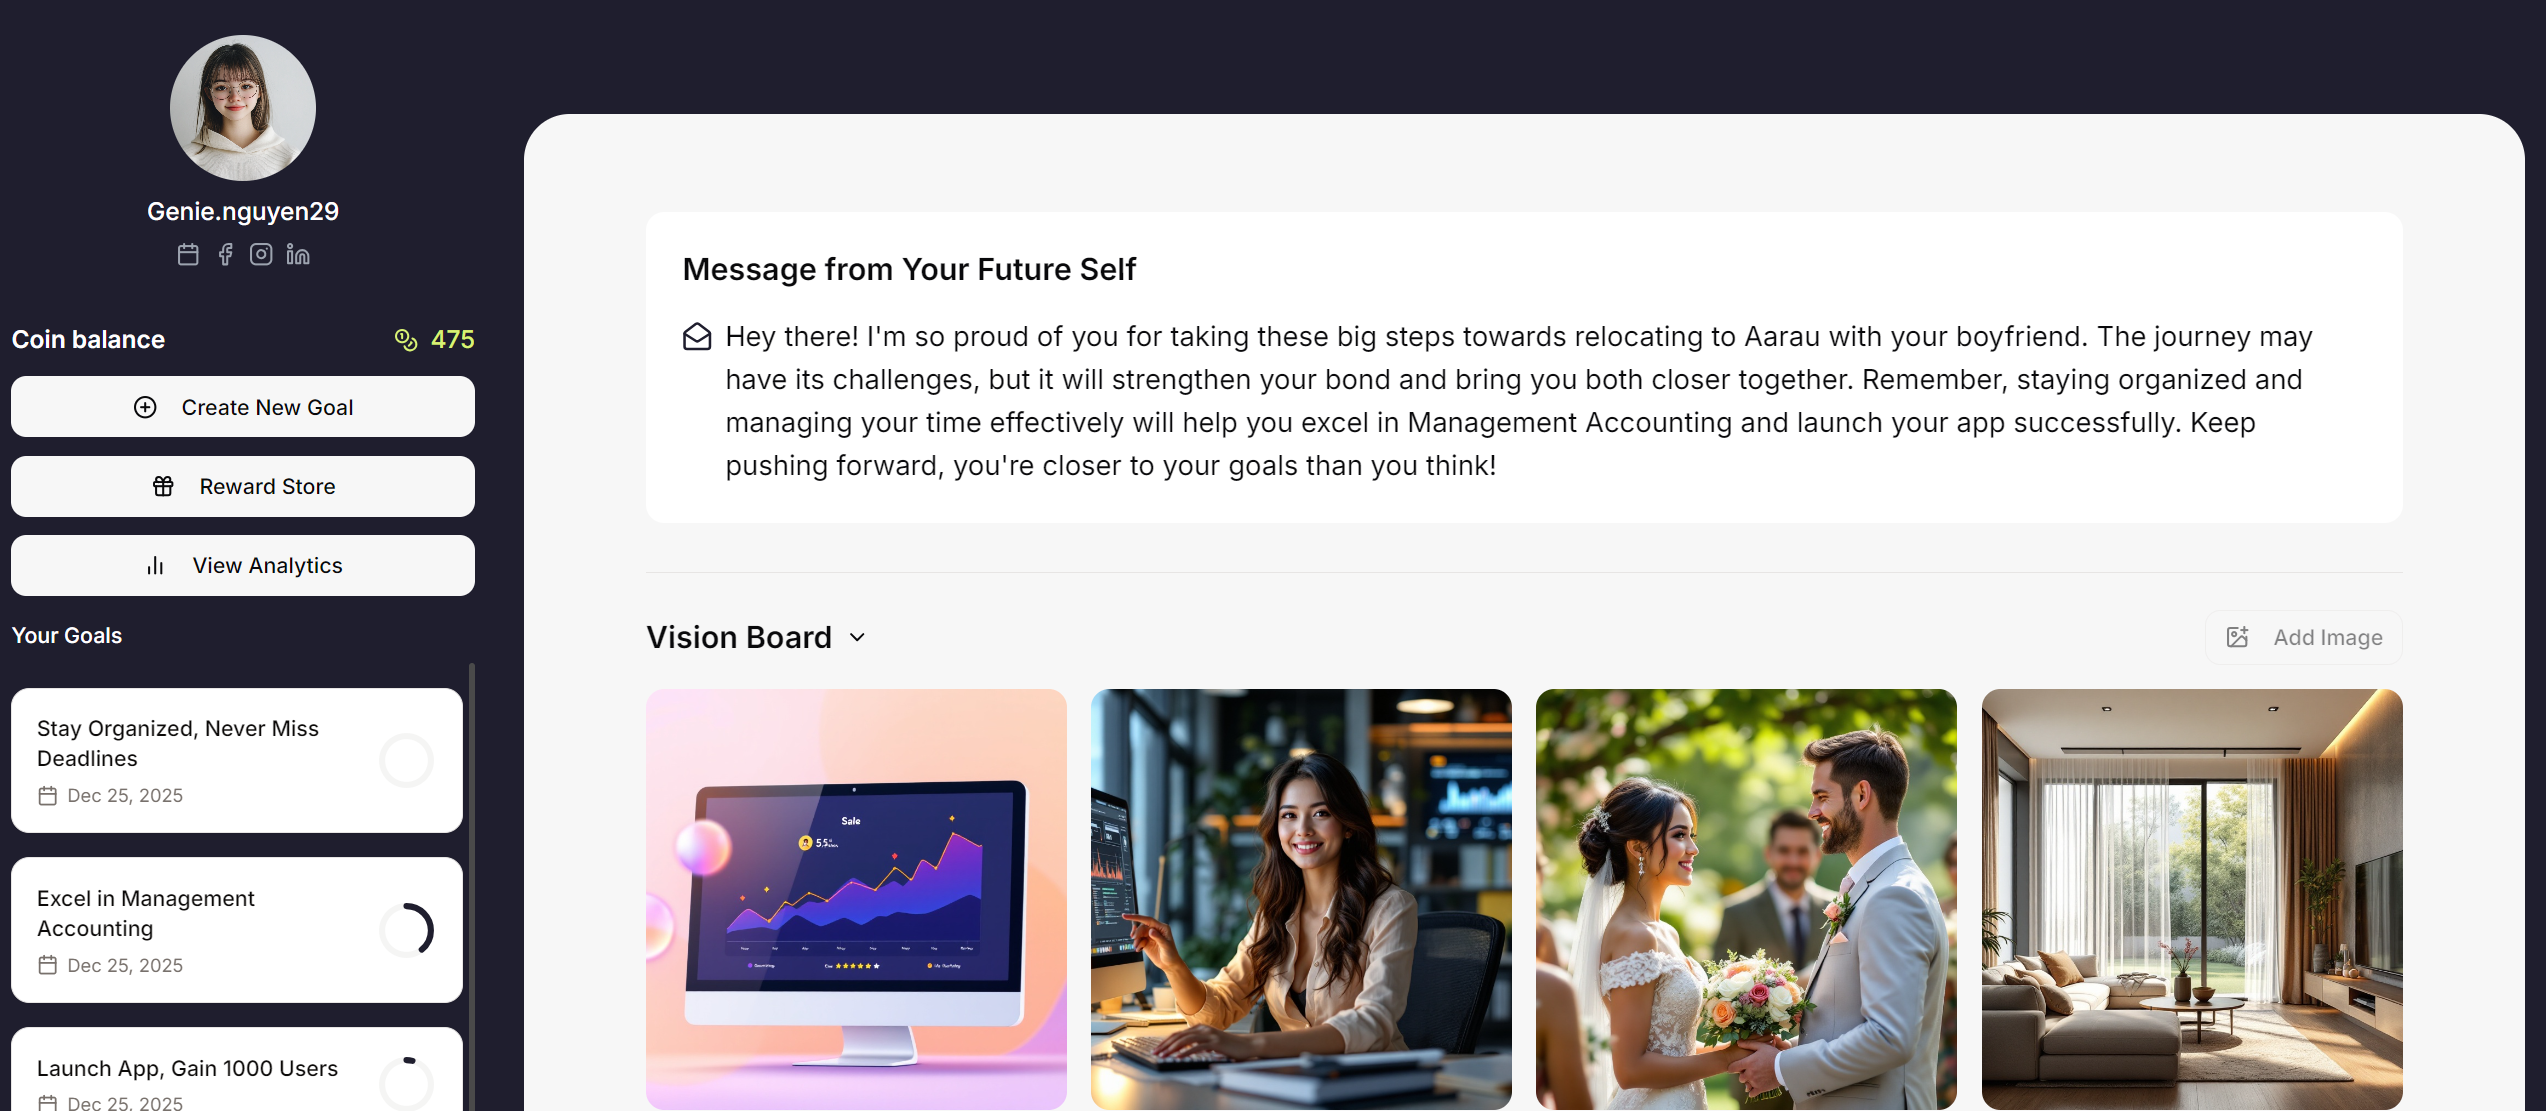 Genie.nguyen29
Coin balance
475
Create New Goal
Reward Store
View Analytics
Your Goals
Stay Organized, Never Miss
Deadlines
Dec 25, 2025
Excel in Management
Accounting
Dec 25, 2025
Launch App, Gain 1000 Users
Dec 25, 2025
Message from Your Future Self
Hey there! I'm so proud of you for taking these big steps towards relocating to Aarau with your boyfriend. The journey may
have its challenges, but it will strengthen your bond and bring you both closer together. Remember, staying organized and
managing your time effectively will help you excel in Management Accounting and launch your app successfully. Keep
pushing forward, you're closer to your goals than you think!
Vision Board
Add Image
Sale